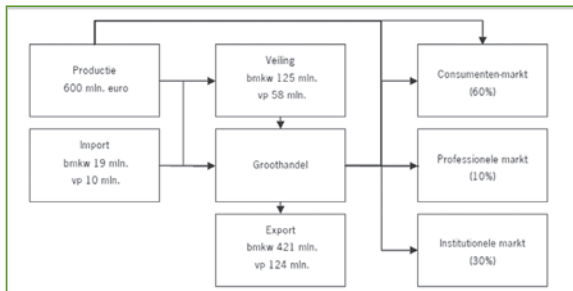 Productie
600 mln. euro
Veiling
bmkw 125 mln.
vp 58 mln.
Consumenten-markt
(60%)
Import
bmkw 19 mln.
vp 10 mln.
Groothandel
Professionele markt
(10%)
Export
bmkw 421 mln.
vp 124 mln.
Institutionele markt
(30%)